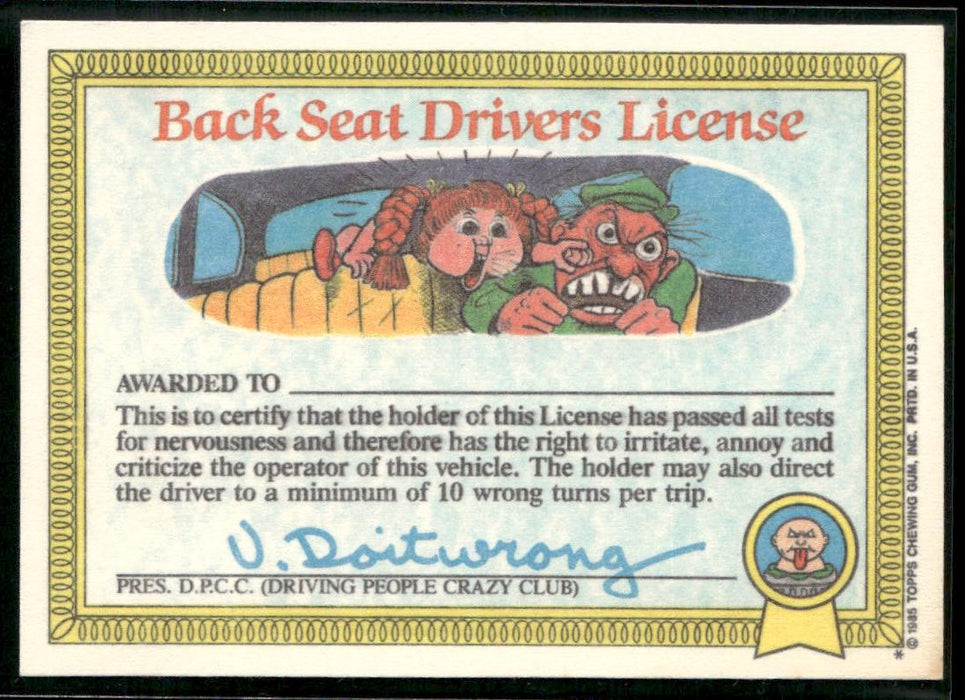 Back Seat Drivers License
AWARDED TO
This is to certify that the holder of this License has passed all tests
for nervousness and therefore has the right to irritate, annoy and
criticize the operator of this vehicle. The holder may also direct
the driver to a minimum of 10 wrong turns per trip.
U. Doitwrong
PRES. D.P.C.C. (DRIVING PEOPLE CRAZY CLUB)
* © 1985 TOPPS CHEWING GUM, INC. PRTD. IN U.S.A.